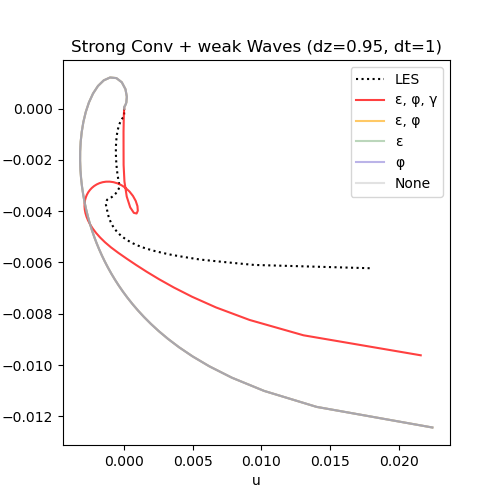 Strong Conv + weak Waves (dz=0.95, dt=1)
LES
ε, φ, γ
ε, φ
ε
φ
None
0.000
−0.002
−0.004
−0.006
−0.008
−0.010
−0.012
0.000 0.005 0.010 0.015 0.020
u